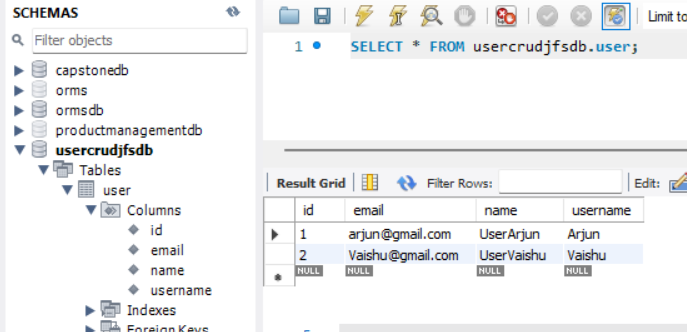 SCHEMAS
Filter objects
capstonedb
orms
ormsdb
productmanagementdb
usercrudjfsdb
Tables
user
Columns
id
email
name
username
Indexes
Foreign Keys
Limit to
1 SELECT * FROM usercrudjfsdb.user;
Result Grid Filter Rows: Edit:
id email name username
1 arjun@gmail.com UserArjun Arjun
2 Vaishu@gmail.com UserVaishu Vaishu
NULL NULL NULL NULL